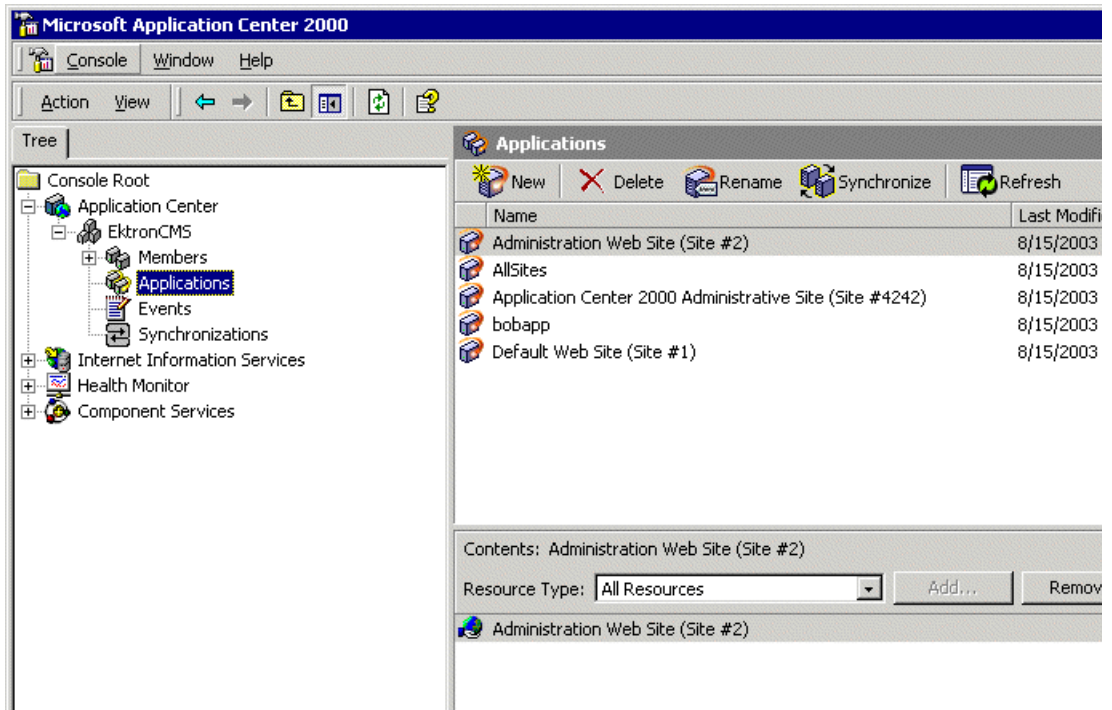 Microsoft Application Center 2000
Console Window Help
Action View
Tree
Console Root
Application Center
EktronCMS
Members
Applications
Events
Synchronizations
Internet Information Services
Health Monitor
Component Services
Applications
New Delete Rename Synchronize Refresh
Name Last Modifi
Administration Web Site (Site #2) 8/15/2003
AllSites 8/15/2003
Application Center 2000 Administrative Site (Site #4242) 8/15/2003
bobapp 8/15/2003
Default Web Site (Site #1) 8/15/2003
Contents: Administration Web Site (Site #2)
Resource Type: All Resources Add... Remov
Administration Web Site (Site #2)